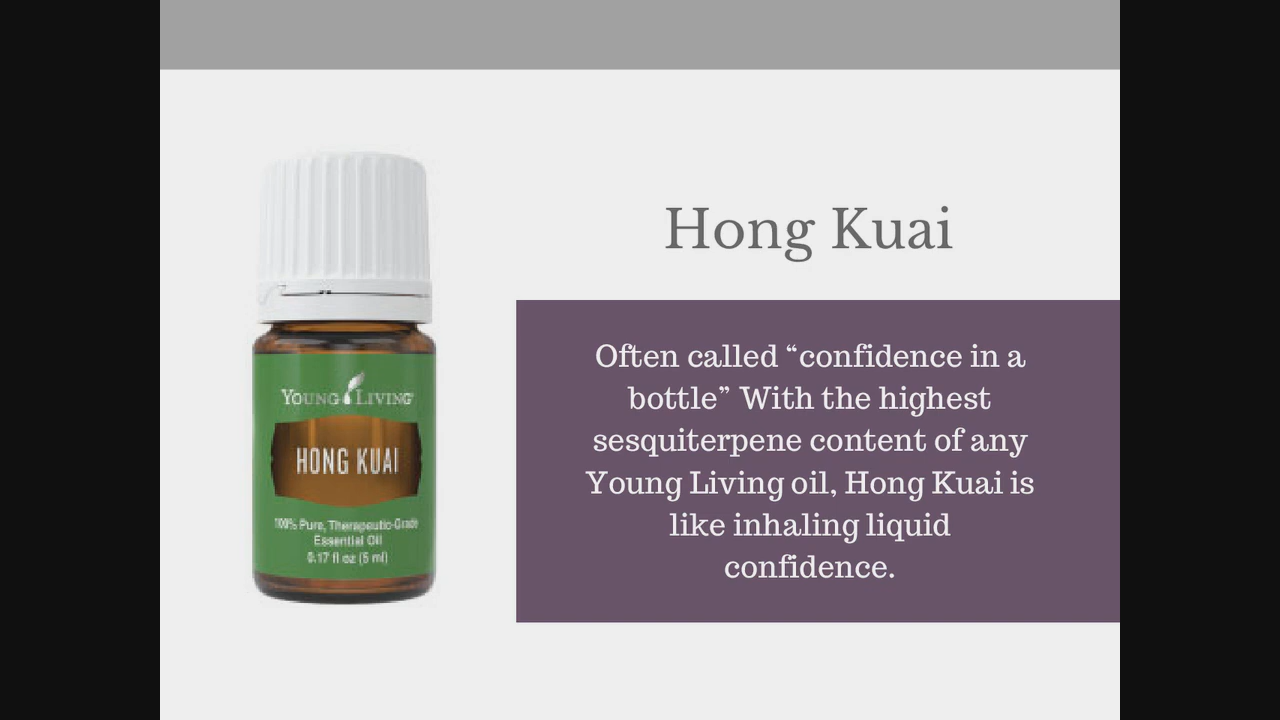 Hong Kuai
Often called “confidence in a
bottle” With the highest
sesquiterpene content of any
Young Living oil, Hong Kuai is
like inhaling liquid
confidence.
YOUNG LIVING
HONG KUAI
100% Pure, Therapeutic-Grade
Essential Oil
0.17 fl oz (5 ml)